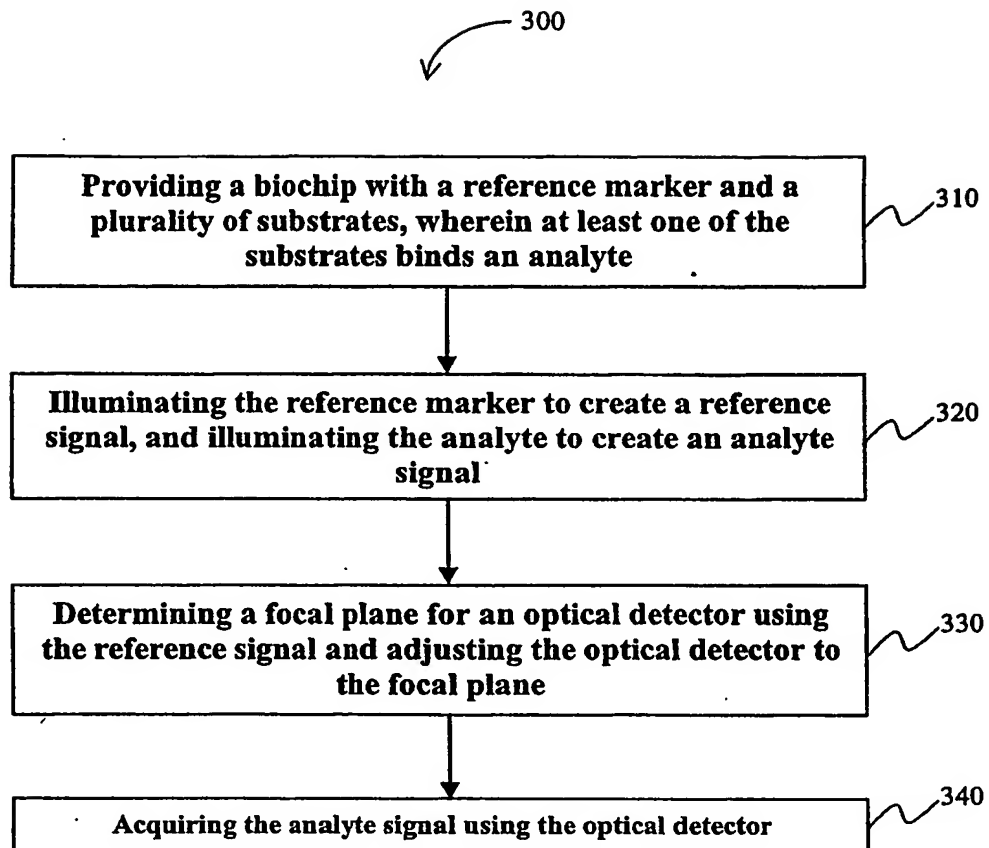 300
Providing a biochip with a reference marker and a
plurality of substrates, wherein at least one of the
substrates binds an analyte
310
Illuminating the reference marker to create a reference
signal, and illuminating the analyte to create an analyte
signal
320
Determining a focal plane for an optical detector using
the reference signal and adjusting the optical detector to
the focal plane
330
Acquiring the analyte signal using the optical detector
340